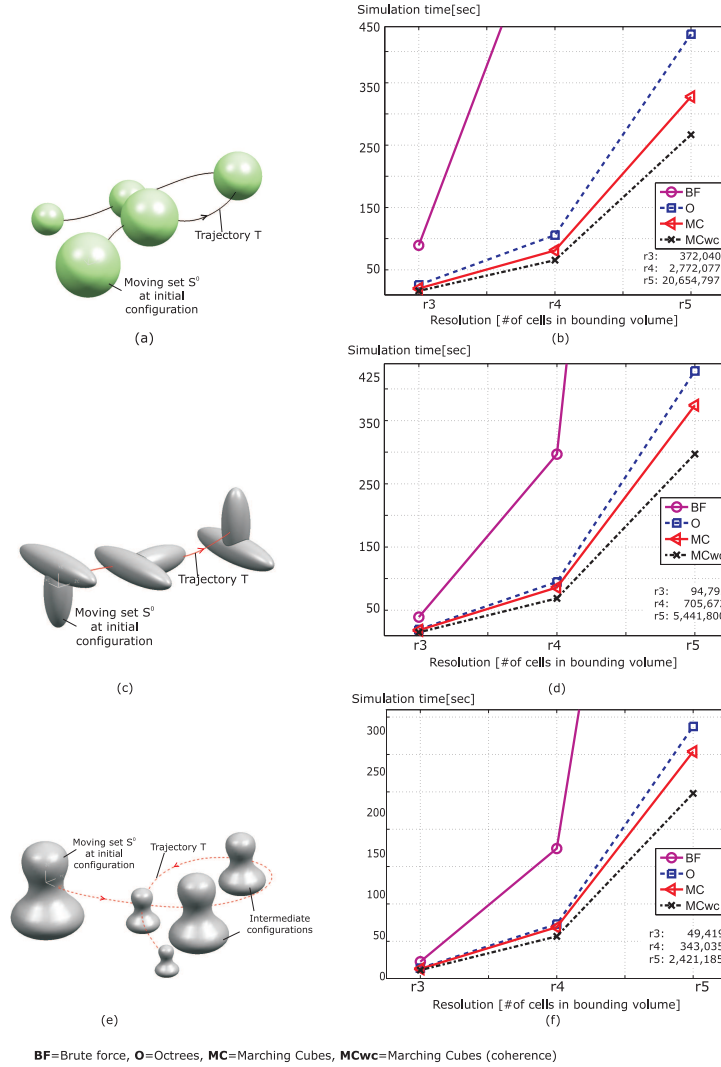 Simulation time[sec]
450
350
250
150
50
BF
O
MC
MCwc
r3: 372,040
r4: 2,772,077
r5: 20,654,797
r3 r4 r5
Resolution [#of cells in bounding volume]
Trajectory T
Moving set S⁰
at initial
configuration
(a)
(b)
Simulation time[sec]
425
350
250
150
50
BF
O
MC
MCwc
r3: 94,79
r4: 705,67
r5: 5,441,800
r3 r4 r5
Resolution [#of cells in bounding volume]
Trajectory T
Moving set S⁰
at initial
configuration
(c)
(d)
Simulation time[sec]
300
250
200
150
100
50
0
BF
O
MC
MCwc
r3: 49,419
r4: 343,035
r5: 2,421,185
r3 r4 r5
Resolution [#of cells in bounding volume]
Moving set S⁰
at initial
configuration
Trajectory T
Intermediate
configurations
(e)
(f)
BF=Brute force, O=Octrees, MC=Marching Cubes, MCwc=Marching Cubes (coherence)